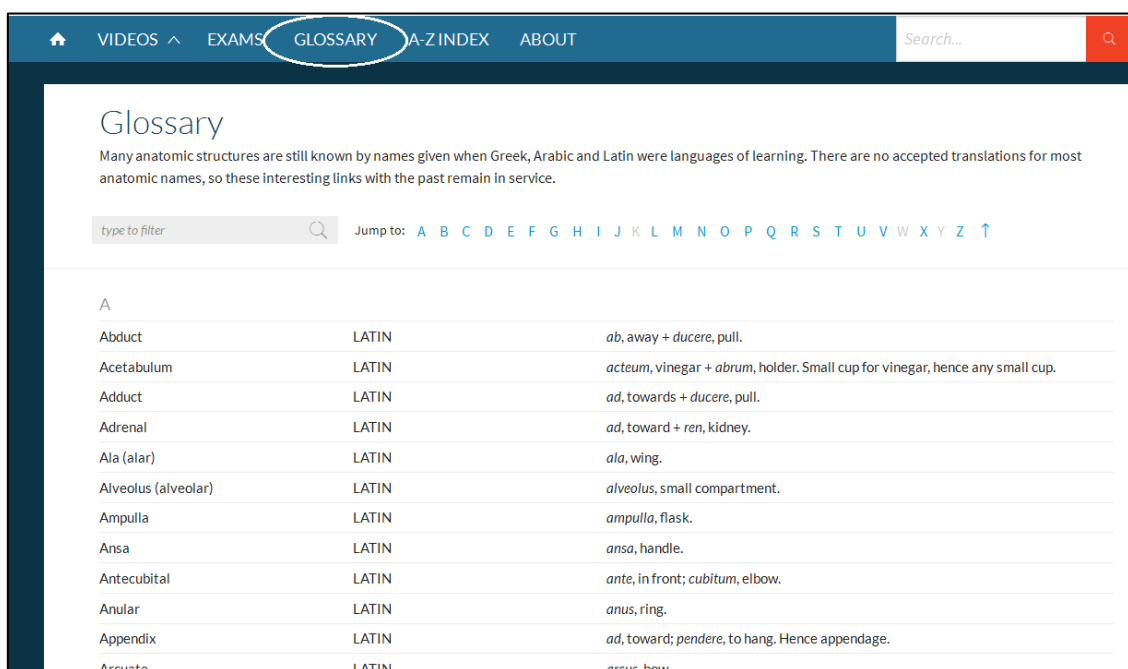 VIDEOS EXAMS GLOSSARY A-Z INDEX ABOUT Search...
Glossary
Many anatomic structures are still known by names given when Greek, Arabic and Latin were languages of learning. There are no accepted translations for most
anatomic names, so these interesting links with the past remain in service.
type to filter Jump to: A B C D E F G H I J K L M N O P Q R S T U V W X Y Z ↑
A
Abduct LATIN ab, away + ducere, pull.
Acetabulum LATIN acteum, vinegar + abrum, holder. Small cup for vinegar, hence any small cup.
Adduct LATIN ad, towards + ducere, pull.
Adrenal LATIN ad, toward + ren, kidney.
Ala (alar) LATIN ala, wing.
Alveolus (alveolar) LATIN alveolus, small compartment.
Ampulla LATIN ampulla, flask.
Ansa LATIN ansa, handle.
Antecubital LATIN ante, in front; cubitum, elbow.
Anular LATIN anus, ring.
Appendix LATIN ad, toward; pendere, to hang. Hence appendage.
Arcuate LATIN arcus, bow.